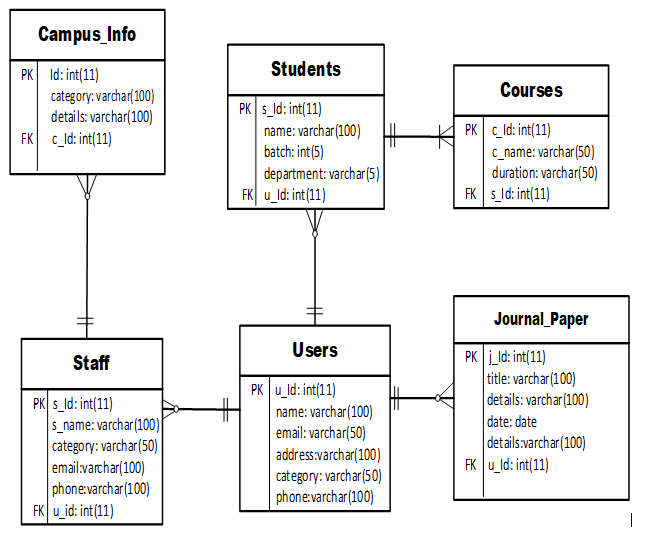 Campus_Info
PK Id: int(11)
category: varchar(100)
details: varchar(100)
FK c_Id: int(11)
Students
PK s_Id: int(11)
name: varchar(100)
batch: int(5)
department: varchar(5)
FK u_Id: int(11)
Courses
PK c_Id: int(11)
c_name: varchar(50)
duration: varchar(50)
FK s_Id: int(11)
Staff
PK s_Id: int(11)
s_name: varchar(100)
category: varchar(50)
email:varchar(100)
phone:varchar(100)
FK u_id: int(11)
Users
PK u_Id: int(11)
name: varchar(100)
email: varchar(50)
address:varchar(100)
category: varchar(50)
phone:varchar(100)
Journal_Paper
PK j_Id: int(11)
title: varchar(100)
details: varchar(100)
date: date
details:varchar(100)
FK u_Id: int(11)